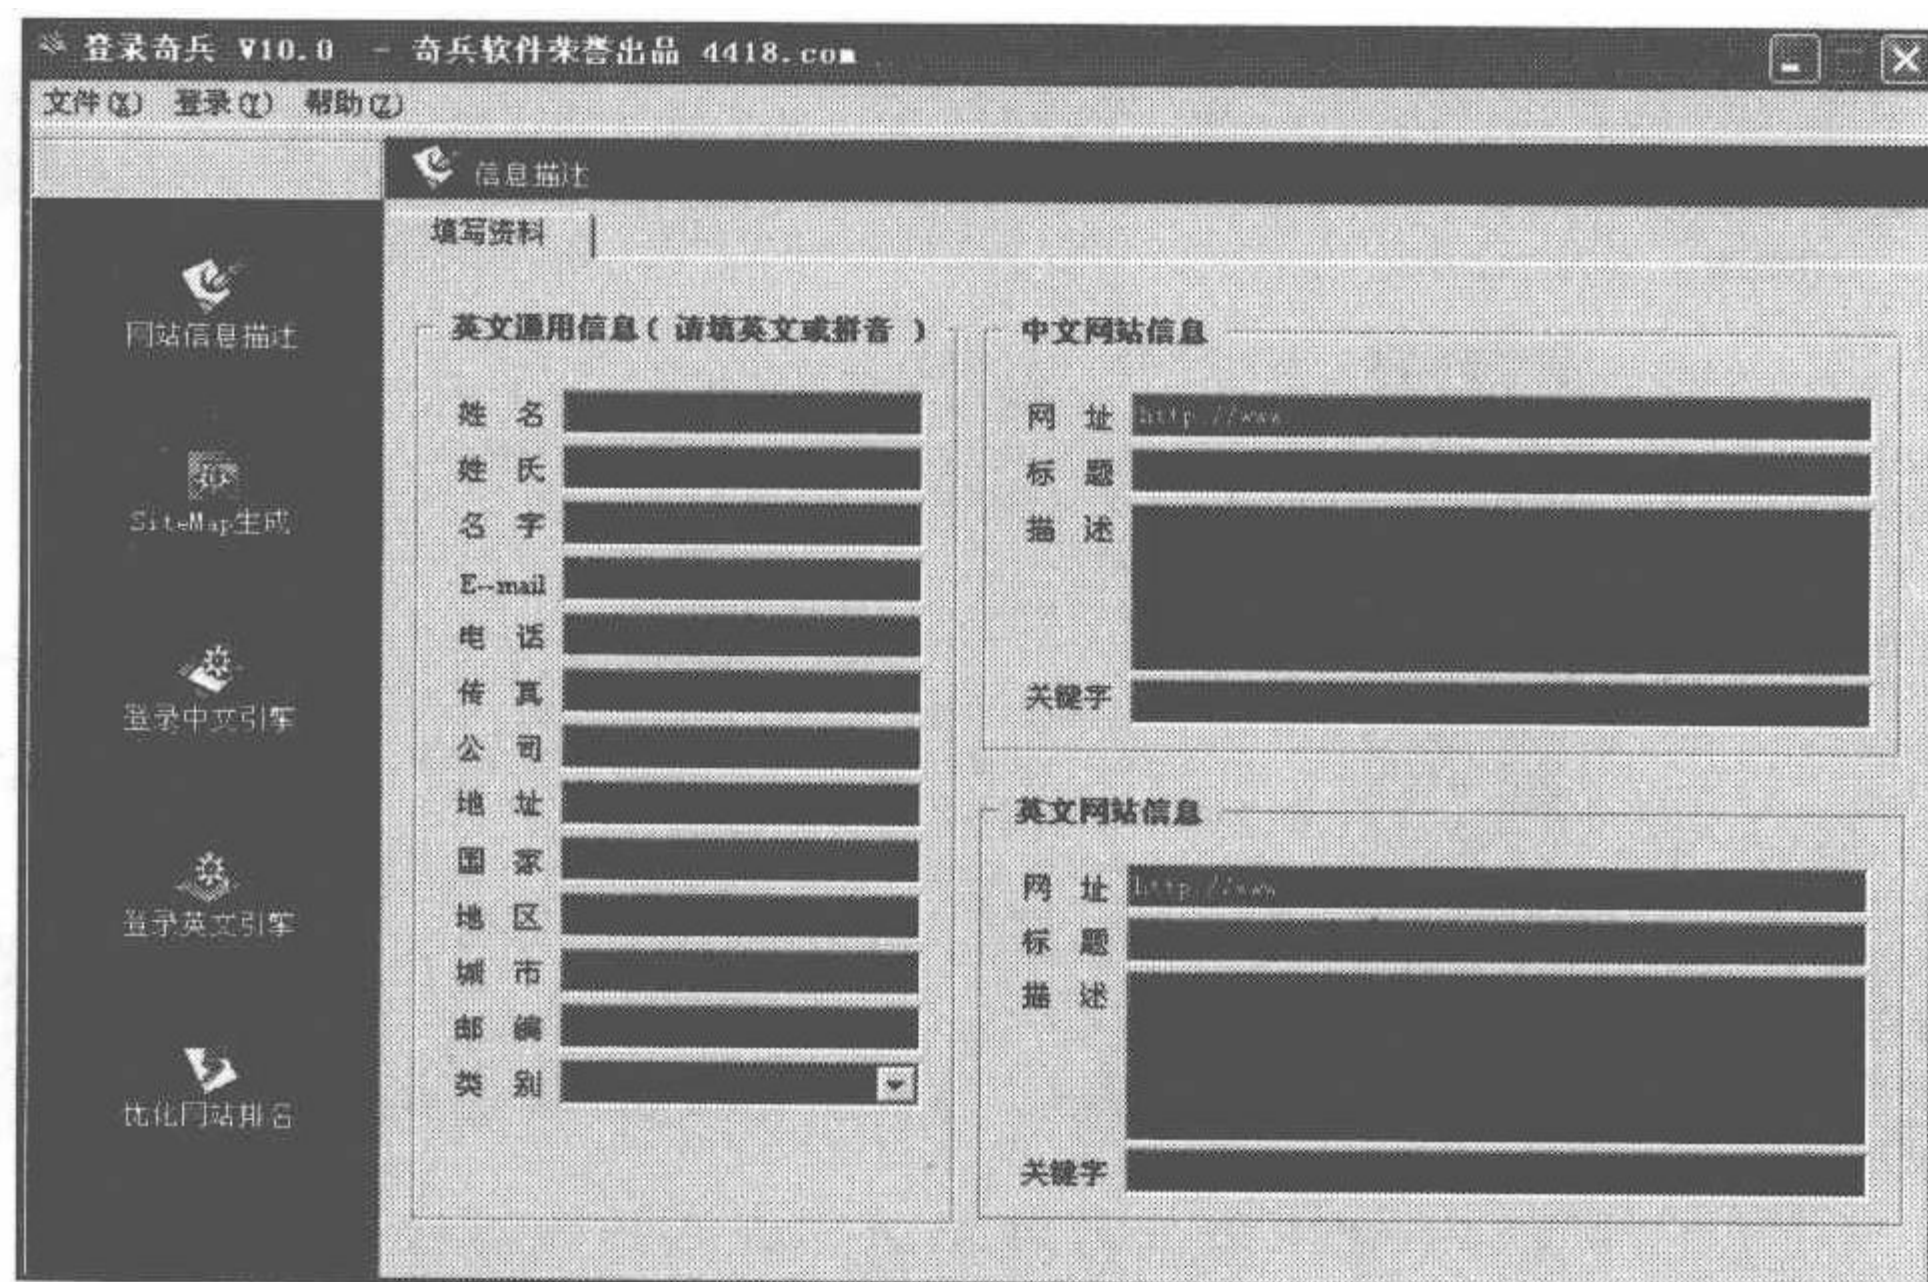 登录奇兵 V10.0 - 奇兵软件荣誉出品 4418.com
文件(X) 登录(Y) 帮助(Z)
信息描述
填写资料
网站信息描述
SiteMap生成
登录中文引擎
登录英文引擎
优化网站排名
英文通用信息( 请填英文或拼音 )
姓 名
姓 氏
名 字
E--mail
电 话
传 真
公 司
地 址
国 家
地 区
城 市
邮 编
类 别
中文网站信息
网 址 http://www
标 题
描 述
关键字
英文网站信息
网 址 http://www
标 题
描 述
关键字